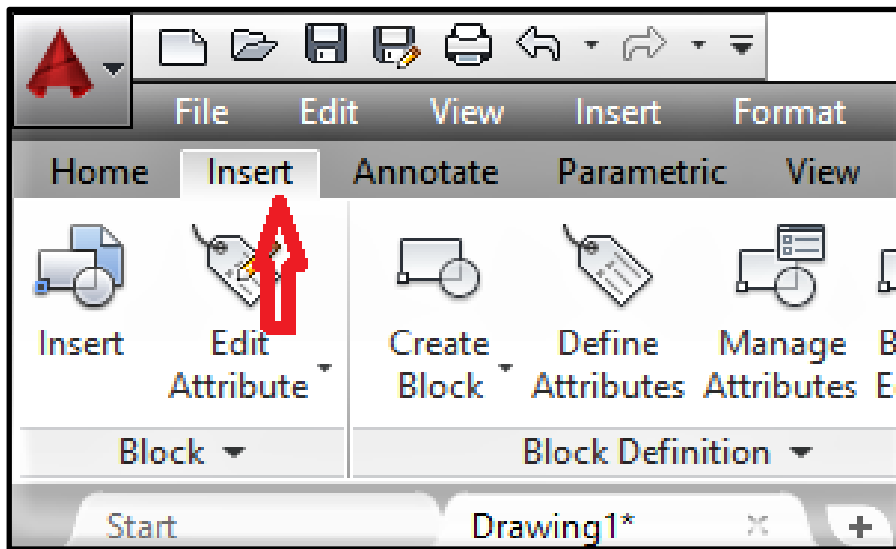 File Edit View Insert Format
Home Insert Annotate Parametric View
Insert Edit Create Define Manage
Attribute Block Attributes Attributes
Block Block Definition
Start Drawing1*